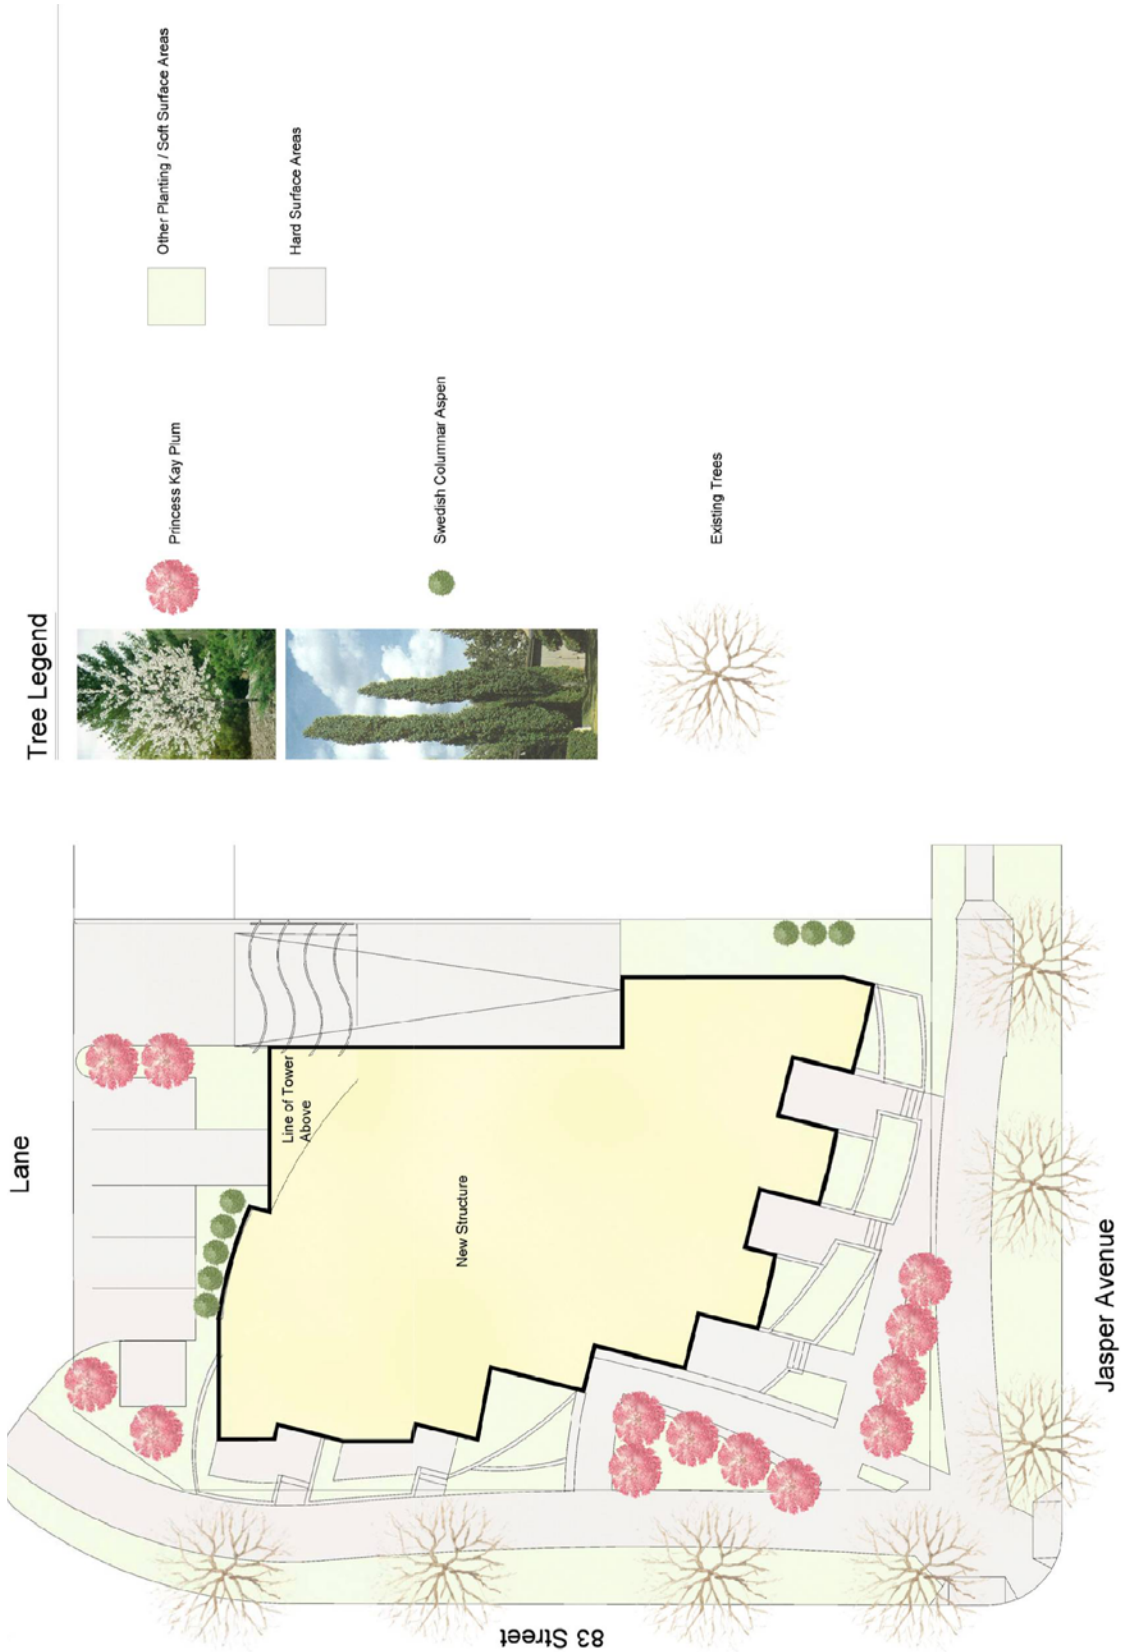 Tree Legend
Princess Kay Plum
Other Planting / Soft Surface Areas
Swedish Columnar Aspen
Hard Surface Areas
Existing Trees
Lane
Line of Tower
Above
New Structure
83 Street
Jasper Avenue